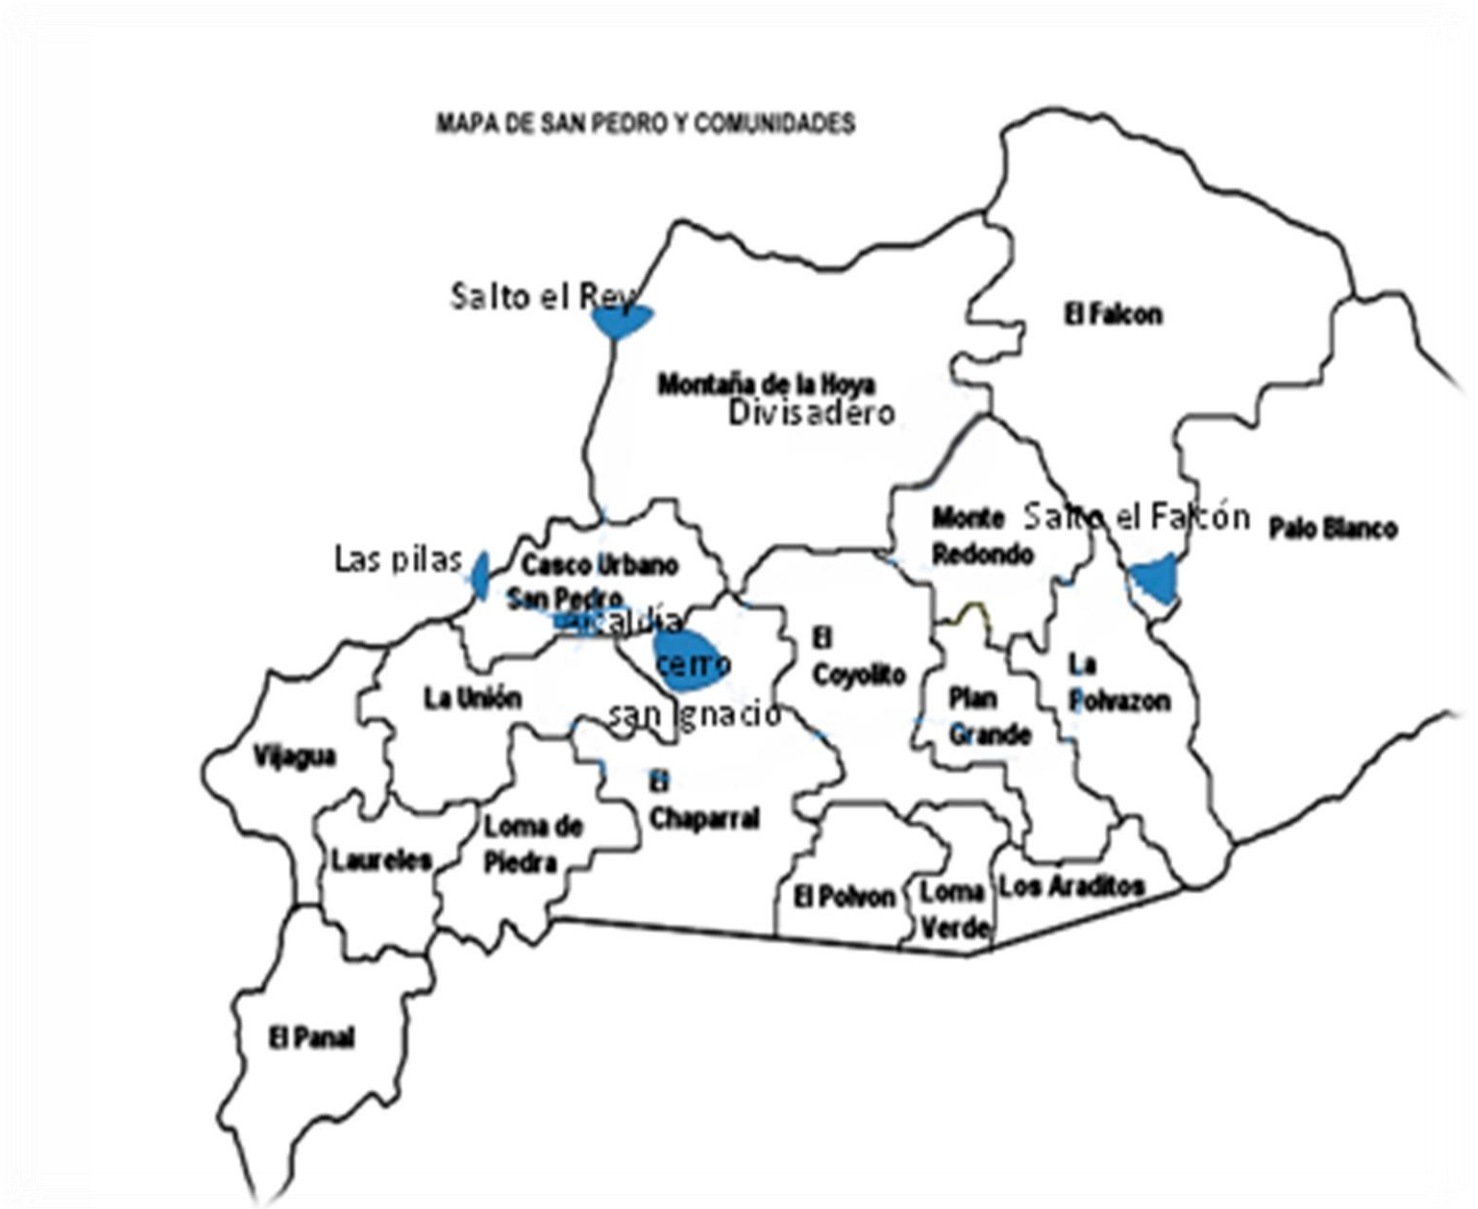 MAPA DE SAN PEDRO Y COMUNIDADES
Salto el Rey
El Falcon
Montaña de la Hoya
Divisadero
Monte
Redondo
Salto el Falcón
Palo Blanco
Las pilas
Casco Urbano
San Pedro
alcaldía
cerro
san ignacio
El
Coyolito
La
Polvazon
La Unión
Plan
Grande
Vijagua
El
Chaparral
Loma de
Piedra
Laureles
El Polvon
Loma
Verde
Los Araditos
El Panal